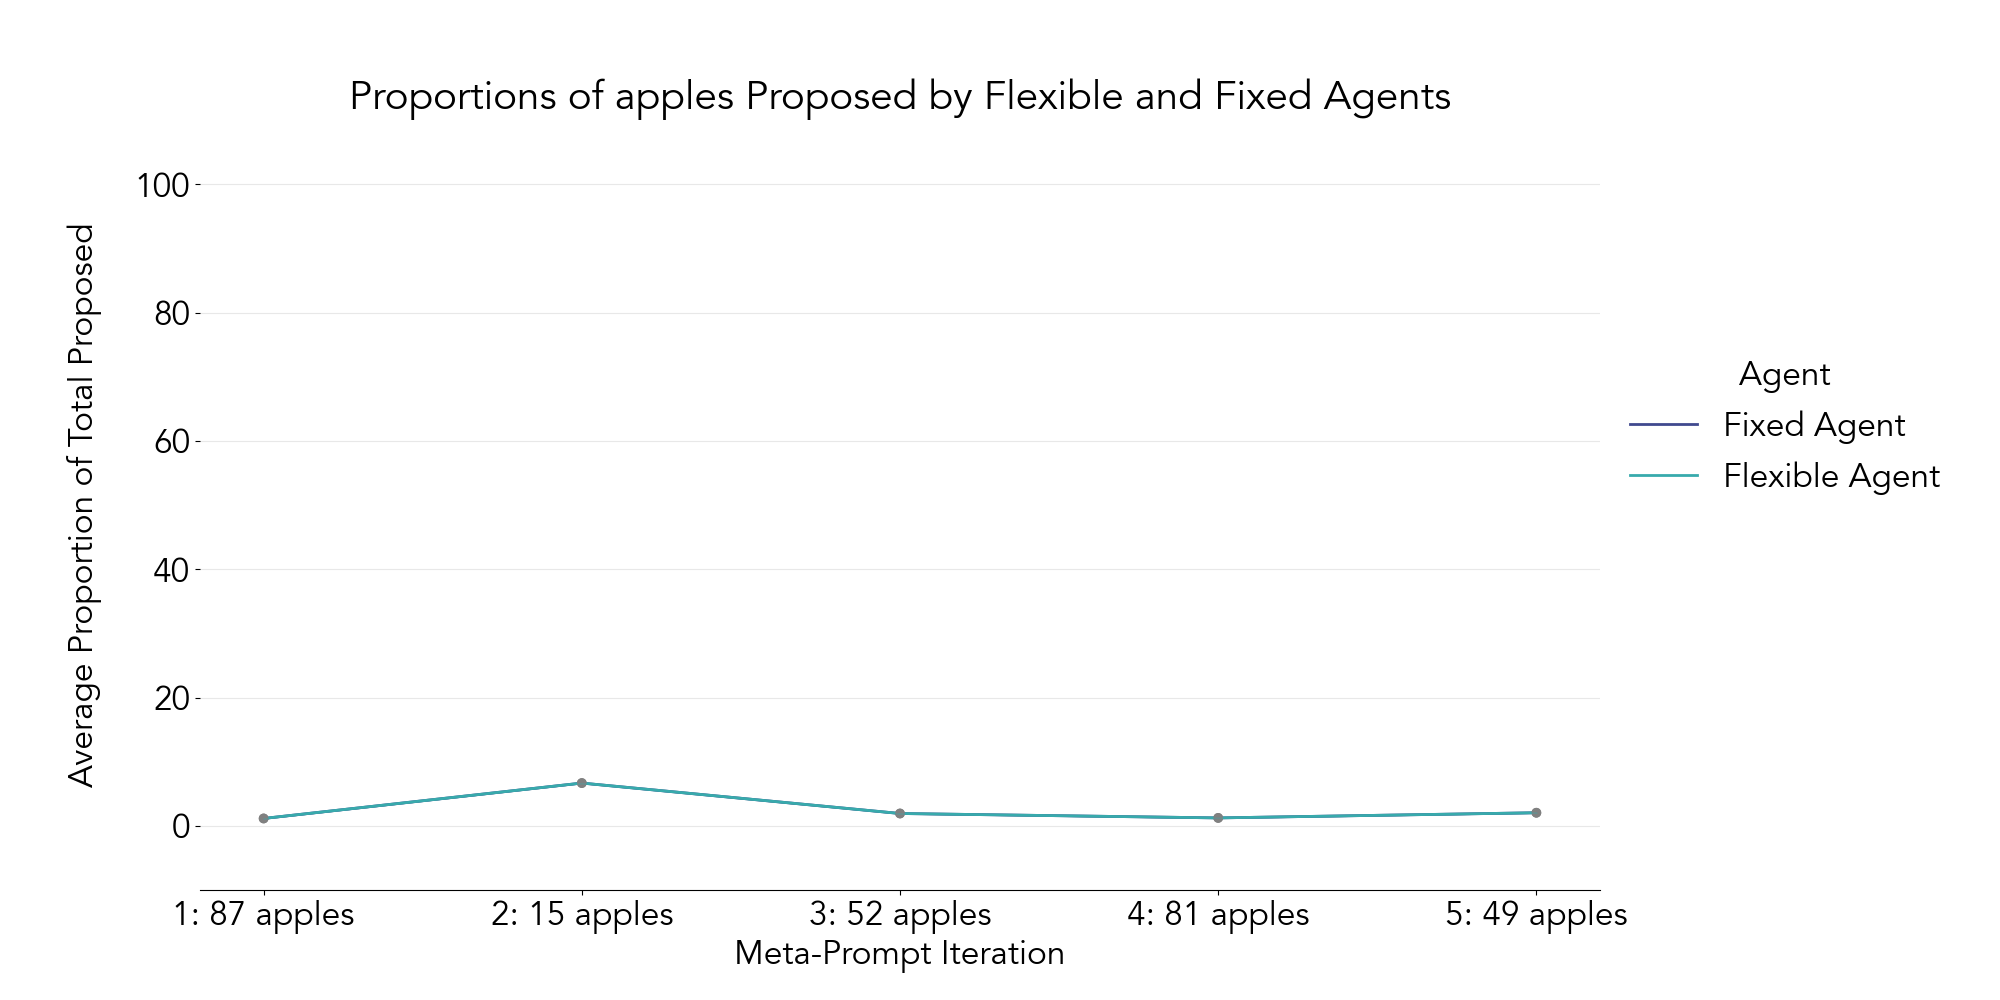 Proportions of apples Proposed by Flexible and Fixed Agents
Average Proportion of Total Proposed
100
80
60
40
20
0
1: 87 apples
2: 15 apples
3: 52 apples
4: 81 apples
5: 49 apples
Meta-Prompt Iteration
Agent
Fixed Agent
Flexible Agent